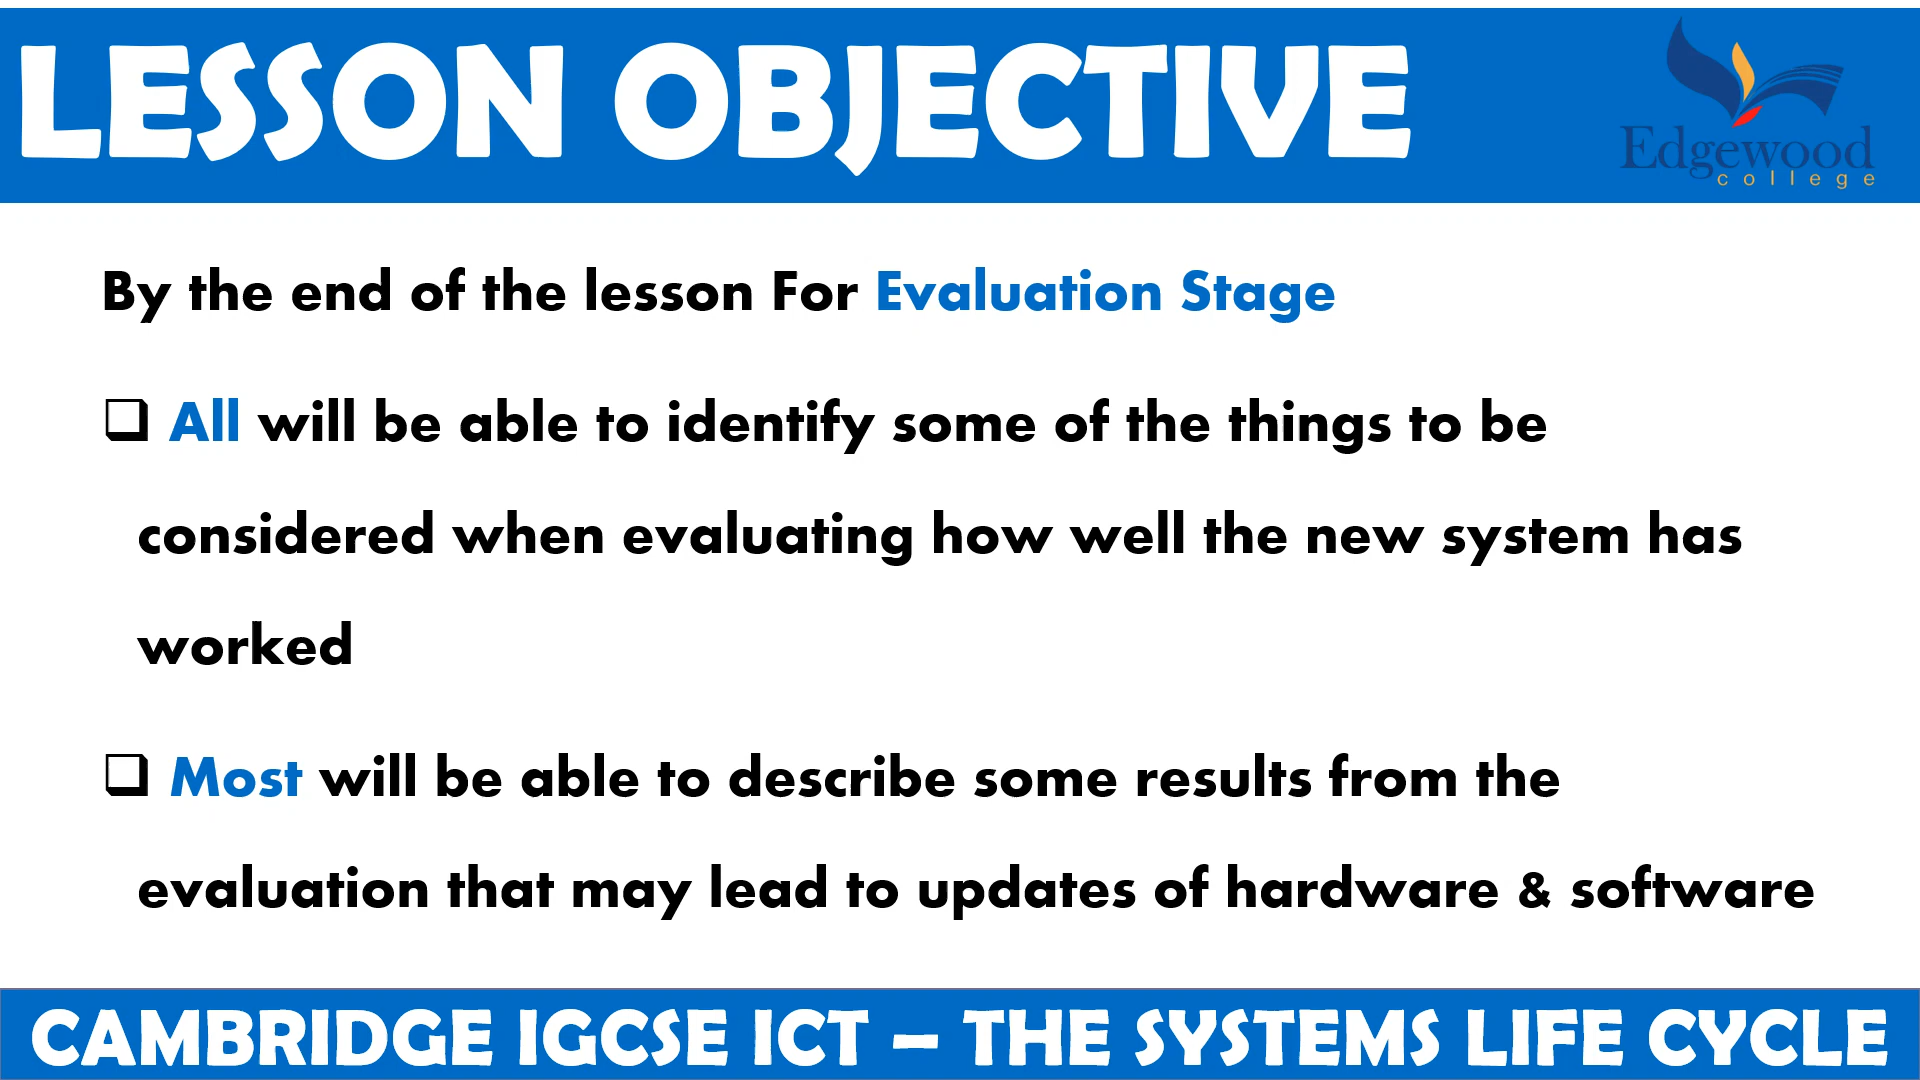 LESSON OBJECTIVE
Edgewood
college
By the end of the lesson For Evaluation Stage
All will be able to identify some of the things to be
considered when evaluating how well the new system has
worked
Most will be able to describe some results from the
evaluation that may lead to updates of hardware & software
CAMBRIDGE IGCSE ICT – THE SYSTEMS LIFE CYCLE